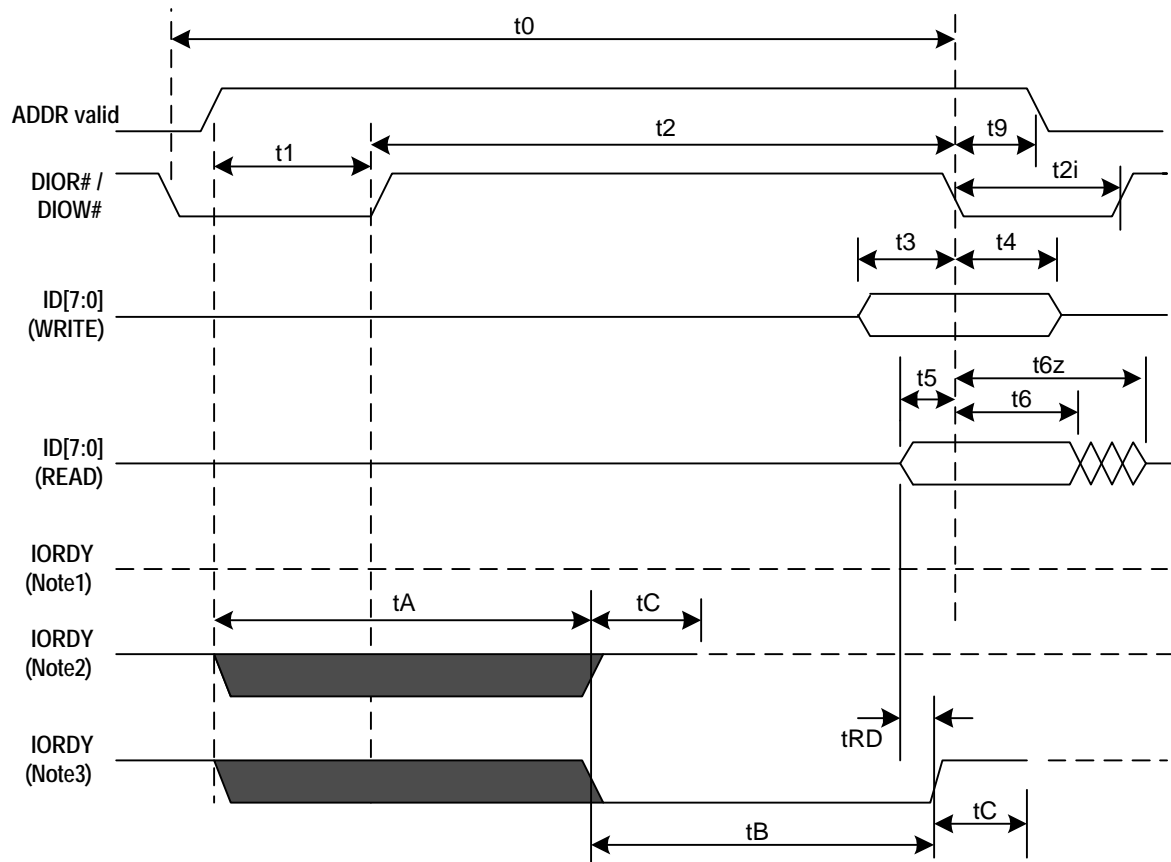 t0
ADDR valid
t2
t9
t1
DIOR# /
DIOW#
t2i
t3
t4
ID[7:0]
(WRITE)
t6z
t5
t6
ID[7:0]
(READ)
IORDY
(Note1)
tA
tC
IORDY
(Note2)
tRD
IORDY
(Note3)
tC
tB